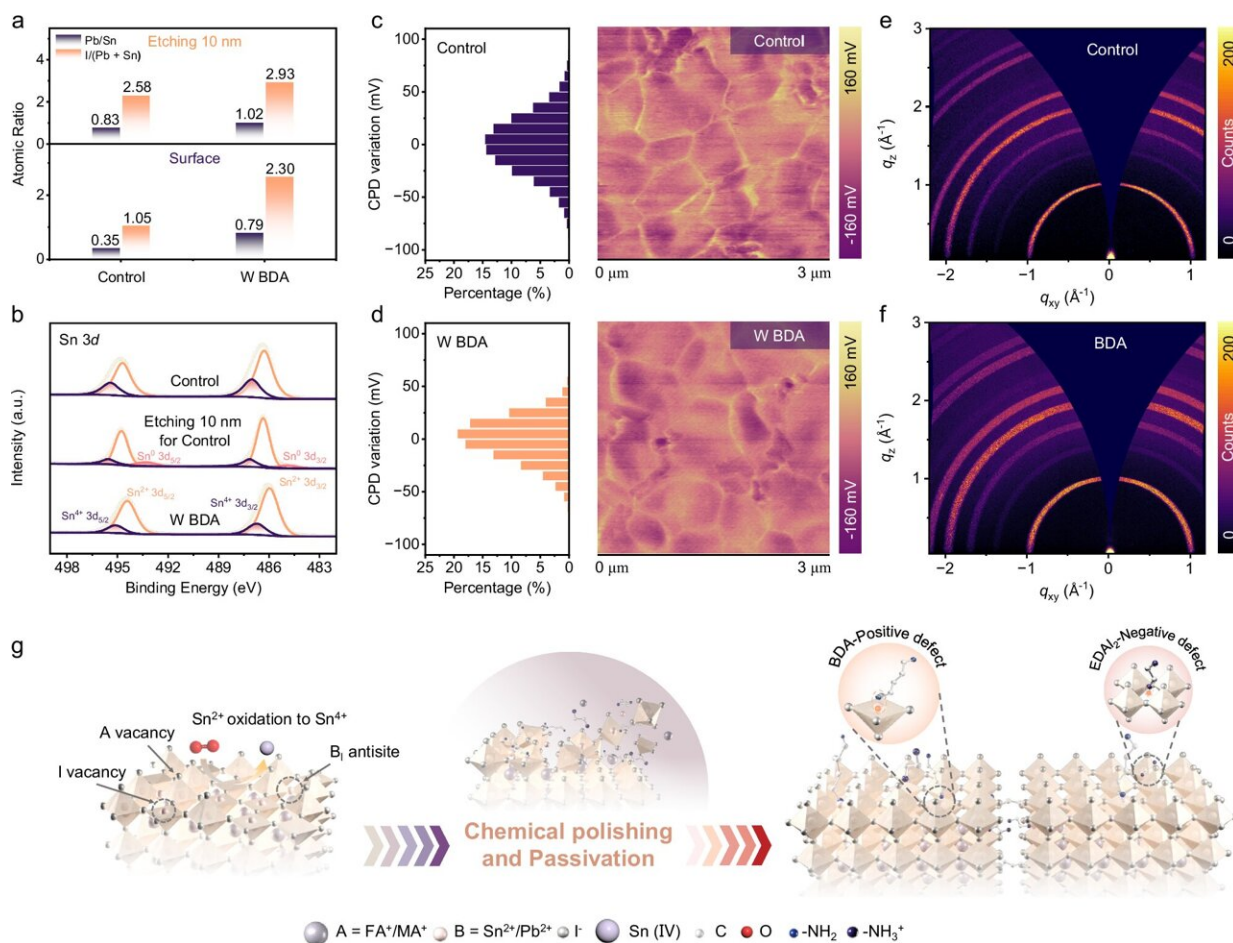 a
Pb/Sn
I/(Pb + Sn)
Etching 10 nm
4
2
0
0.83
2.58
1.02
2.93
Surface
2
0
0.35
1.05
0.79
2.30
Atomic Ratio
Control
W BDA
b
Sn 3d
Control
Etching 10 nm
for Control
Sn⁰ 3d₅/₂
Sn⁰ 3d₃/₂
Sn²⁺ 3d₅/₂
Sn²⁺ 3d₃/₂
Sn⁴⁺ 3d₅/₂
Sn⁴⁺ 3d₃/₂
W BDA
Intensity (a.u.)
498 495 492 489 486 483
Binding Energy (eV)
c
Control
100
50
0
−50
−100
CPD variation (mV)
25 20 15 10 5 0
Percentage (%)
Control
0 μm
3 μm
160 mV
-160 mV
d
W BDA
100
50
0
−50
−100
CPD variation (mV)
25 20 15 10 5 0
Percentage (%)
W BDA
0 μm
3 μm
160 mV
-160 mV
e
Control
3
2
1
0
q_z (Å⁻¹)
−2 −1 0 1
q_xy (Å⁻¹)
200
Counts
0
f
BDA
3
2
1
0
q_z (Å⁻¹)
−2 −1 0 1
q_xy (Å⁻¹)
200
Counts
0
g
Sn²⁺ oxidation to Sn⁴⁺
A vacancy
I vacancy
B_I antisite
Chemical polishing
and Passivation
BDA-Positive defect
EDAI₂-Negative defect
A = FA⁺/MA⁺ B = Sn²⁺/Pb²⁺ I⁻ Sn (IV) C O -NH₂ -NH₃⁺